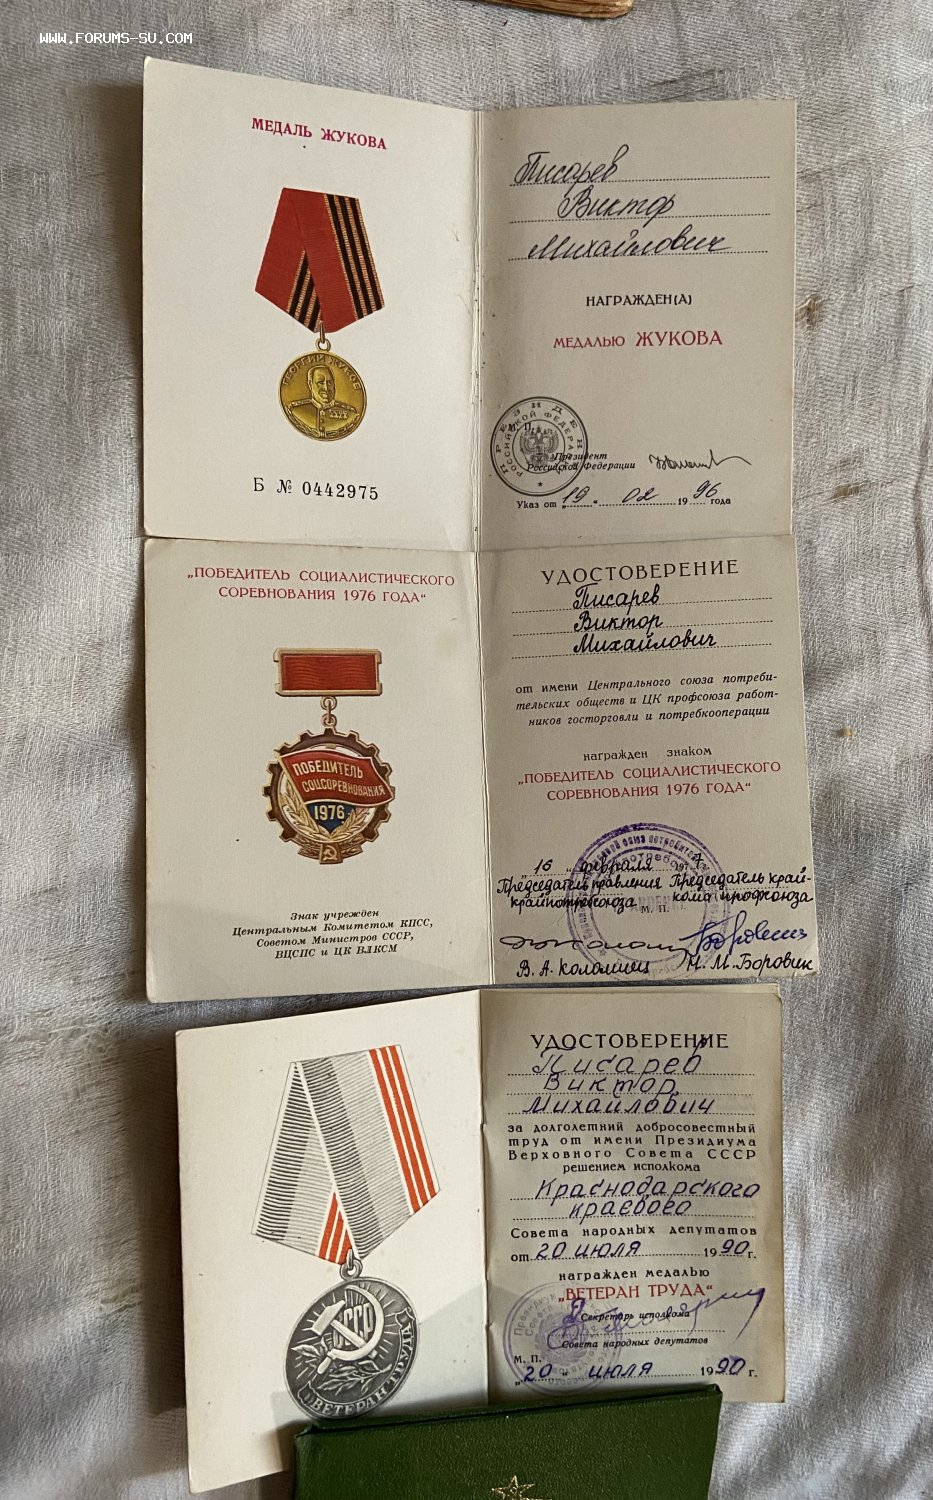 www.FORUMS-SU.COM
МЕДАЛЬ ЖУКОВА
ГЕОРГИЙ ЖУКОВ
Б № 0442975
Писарев
Виктор
Михайлович
НАГРАЖДЕН(А)
МЕДАЛЬЮ ЖУКОВА
ПРЕЗИДЕНТ
РОССИЙСКОЙ ФЕДЕРАЦИИ
М. П.
Президент
Российской Федерации
Указ от „19“ 02 1996 года
„ПОБЕДИТЕЛЬ СОЦИАЛИСТИЧЕСКОГО
СОРЕВНОВАНИЯ 1976 ГОДА“
ПОБЕДИТЕЛЬ
СОЦСОРЕВНОВАНИЯ
1976
Знак учрежден
Центральным Комитетом КПСС,
Советом Министров СССР,
ВЦСПС и ЦК ВЛКСМ
УДОСТОВЕРЕНИЕ
Писарев
Виктор
Михайлович
от имени Центрального союза потреби-
тельских обществ и ЦК профсоюза работ-
ников госторговли и потребкооперации
награжден знаком
„ПОБЕДИТЕЛЬ СОЦИАЛИСТИЧЕСКОГО
СОРЕВНОВАНИЯ 1976 ГОДА“
„16“ февраля
Председатель правления
крайпотребсоюза
Председатель край-
кома профсоюза
М. П.
В. А. Коломиец
Н. М. Боровик
СССР
ВЕТЕРАН ТРУДА
УДОСТОВЕРЕНИЕ
Писарев
Виктор
Михайлович
за долголетний добросовестный
труд от имени Президиума
Верховного Совета СССР
решением исполкома
Краснодарского
краевого
Совета народных депутатов
от 20 июля 1990 г.
награжден медалью
„ВЕТЕРАН ТРУДА“
Секретарь исполкома
Совета народных депутатов
М. П.
„20“ июля 1990 г.